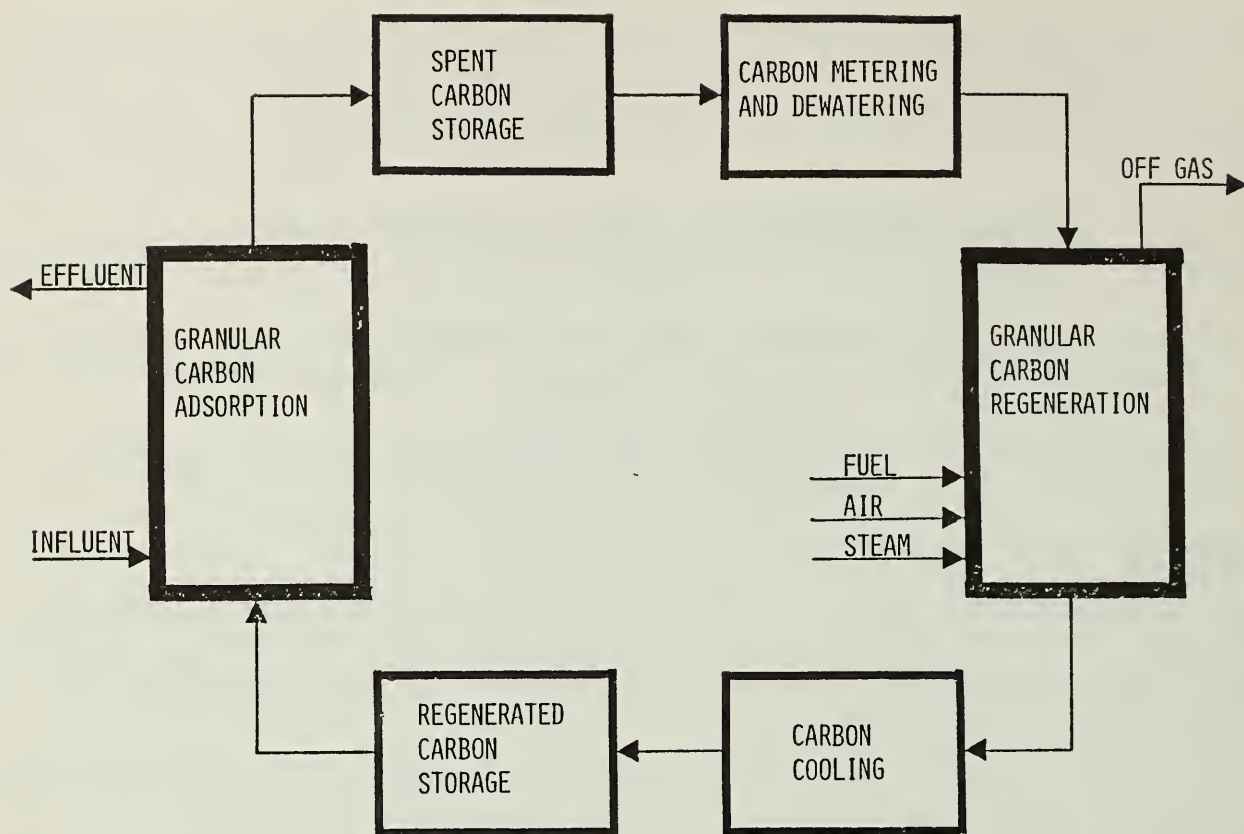 SPENT
CARBON
STORAGE
CARBON METERING
AND DEWATERING
OFF GAS
EFFLUENT
GRANULAR
CARBON
ADSORPTION
INFLUENT
GRANULAR
CARBON
REGENERATION
FUEL
AIR
STEAM
REGENERATED
CARBON
STORAGE
CARBON
COOLING